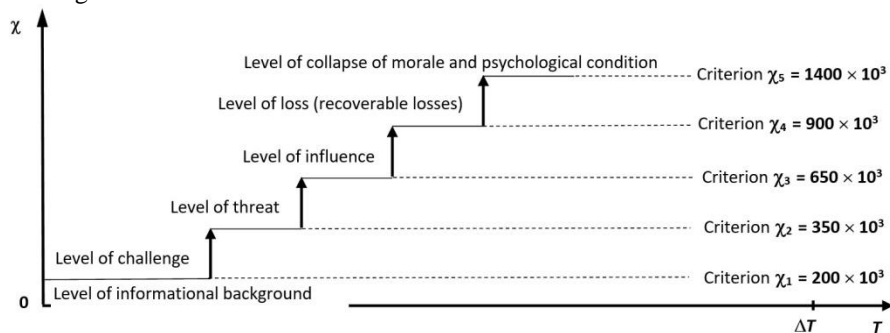 χ
Level of collapse of morale and psychological condition
Criterion χ5 = 1400 × 10³
Level of loss (recoverable losses)
Criterion χ4 = 900 × 10³
Level of influence
Criterion χ3 = 650 × 10³
Level of threat
Criterion χ2 = 350 × 10³
Level of challenge
Criterion χ1 = 200 × 10³
0
Level of informational background
ΔT
T